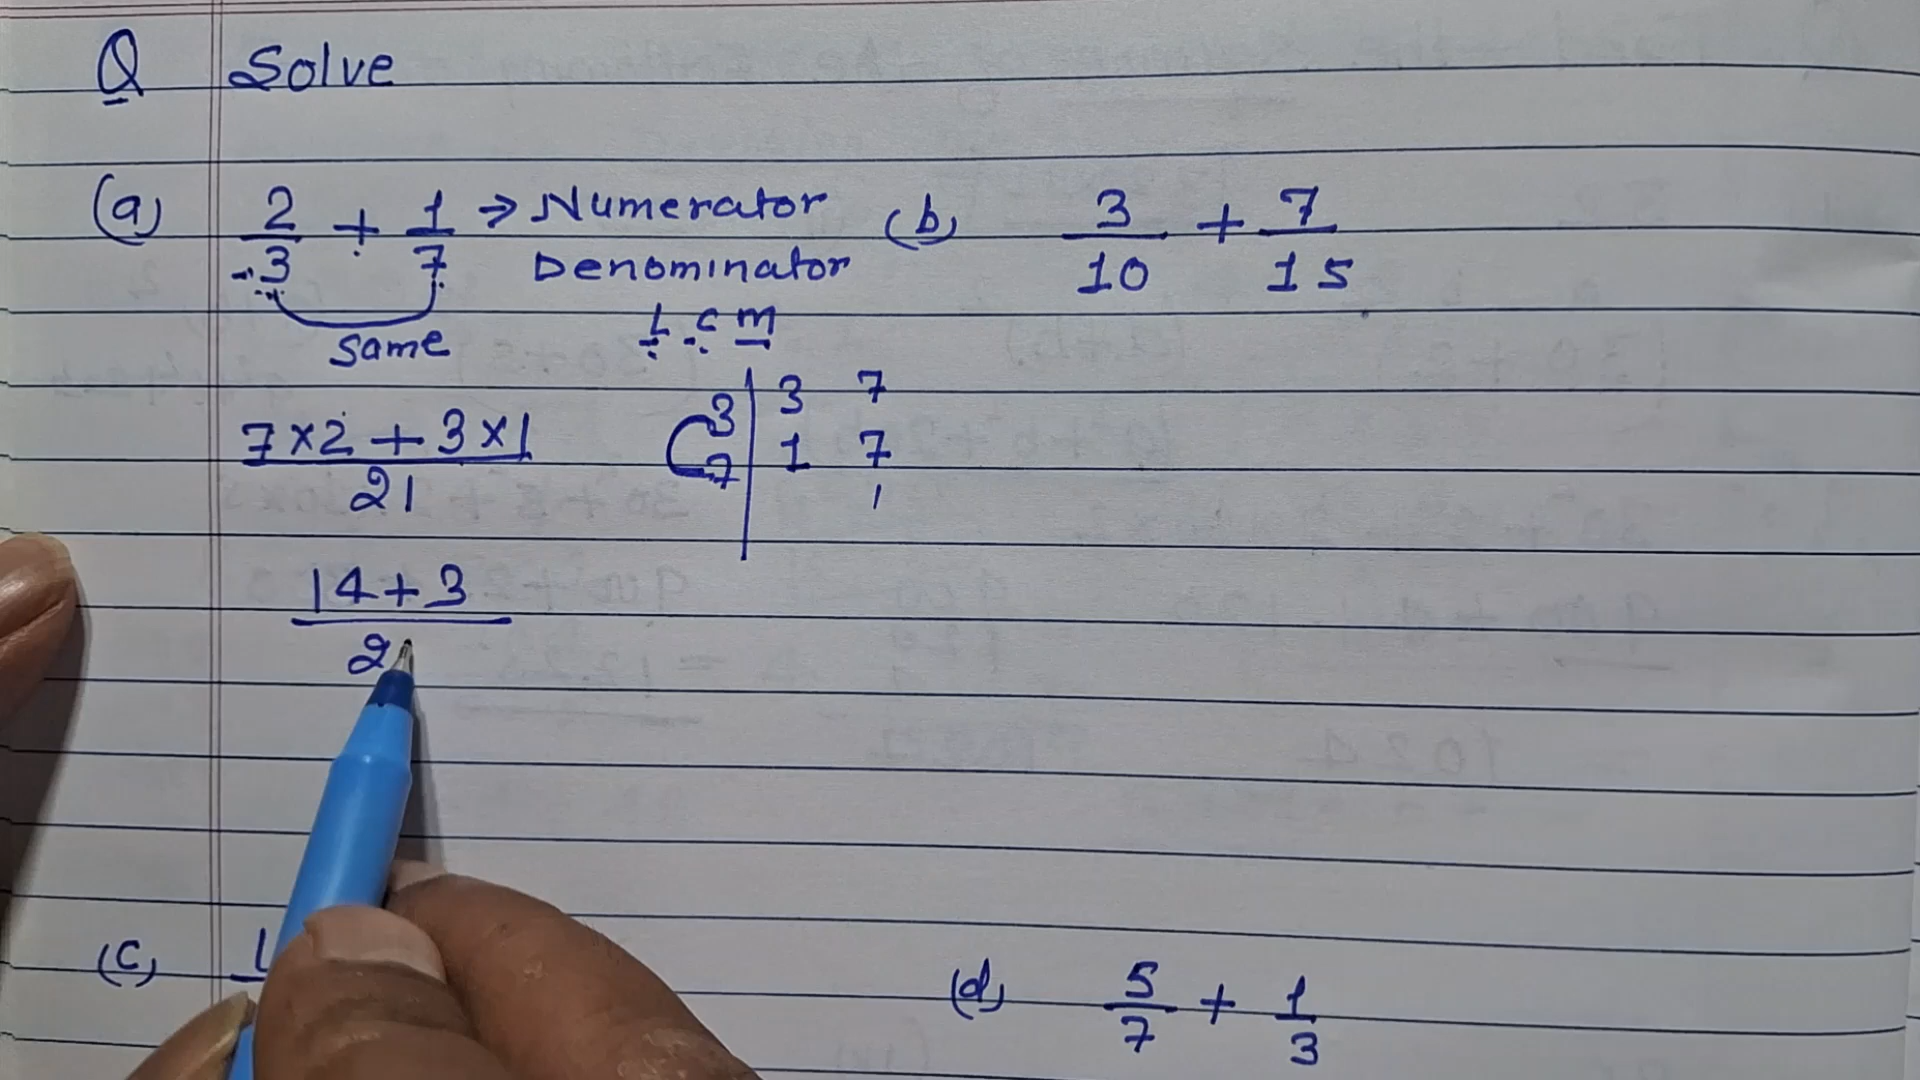 Q Solve
(a) 2/3 + 1/7 → Numerator
Denominator
same
L C M
3 | 3 7
7 | 1 7
1
7×2 + 3×1
21
14+3
2
(b) 3/10 + 7/15
(c) 1
(d) 5/7 + 1/3